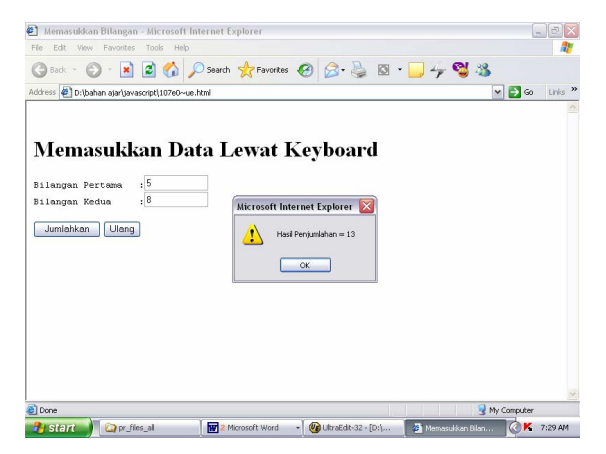 Memasukkan Bilangan - Microsoft Internet Explorer
File Edit View Favorites Tools Help
Back Search Favorites
Address D:\bahan ajar\javascript\107e0~ue.html Go Links »
Memasukkan Data Lewat Keyboard
Bilangan Pertama :5
Bilangan Kedua :8
Jumlahkan Ulang
Microsoft Internet Explorer
Hasil Penjumlahan = 13
OK
Done My Computer
start pr_files_al 2 Microsoft Word UltraEdit-32 - [D:\... Memasukkan Bilan... 7:29 AM